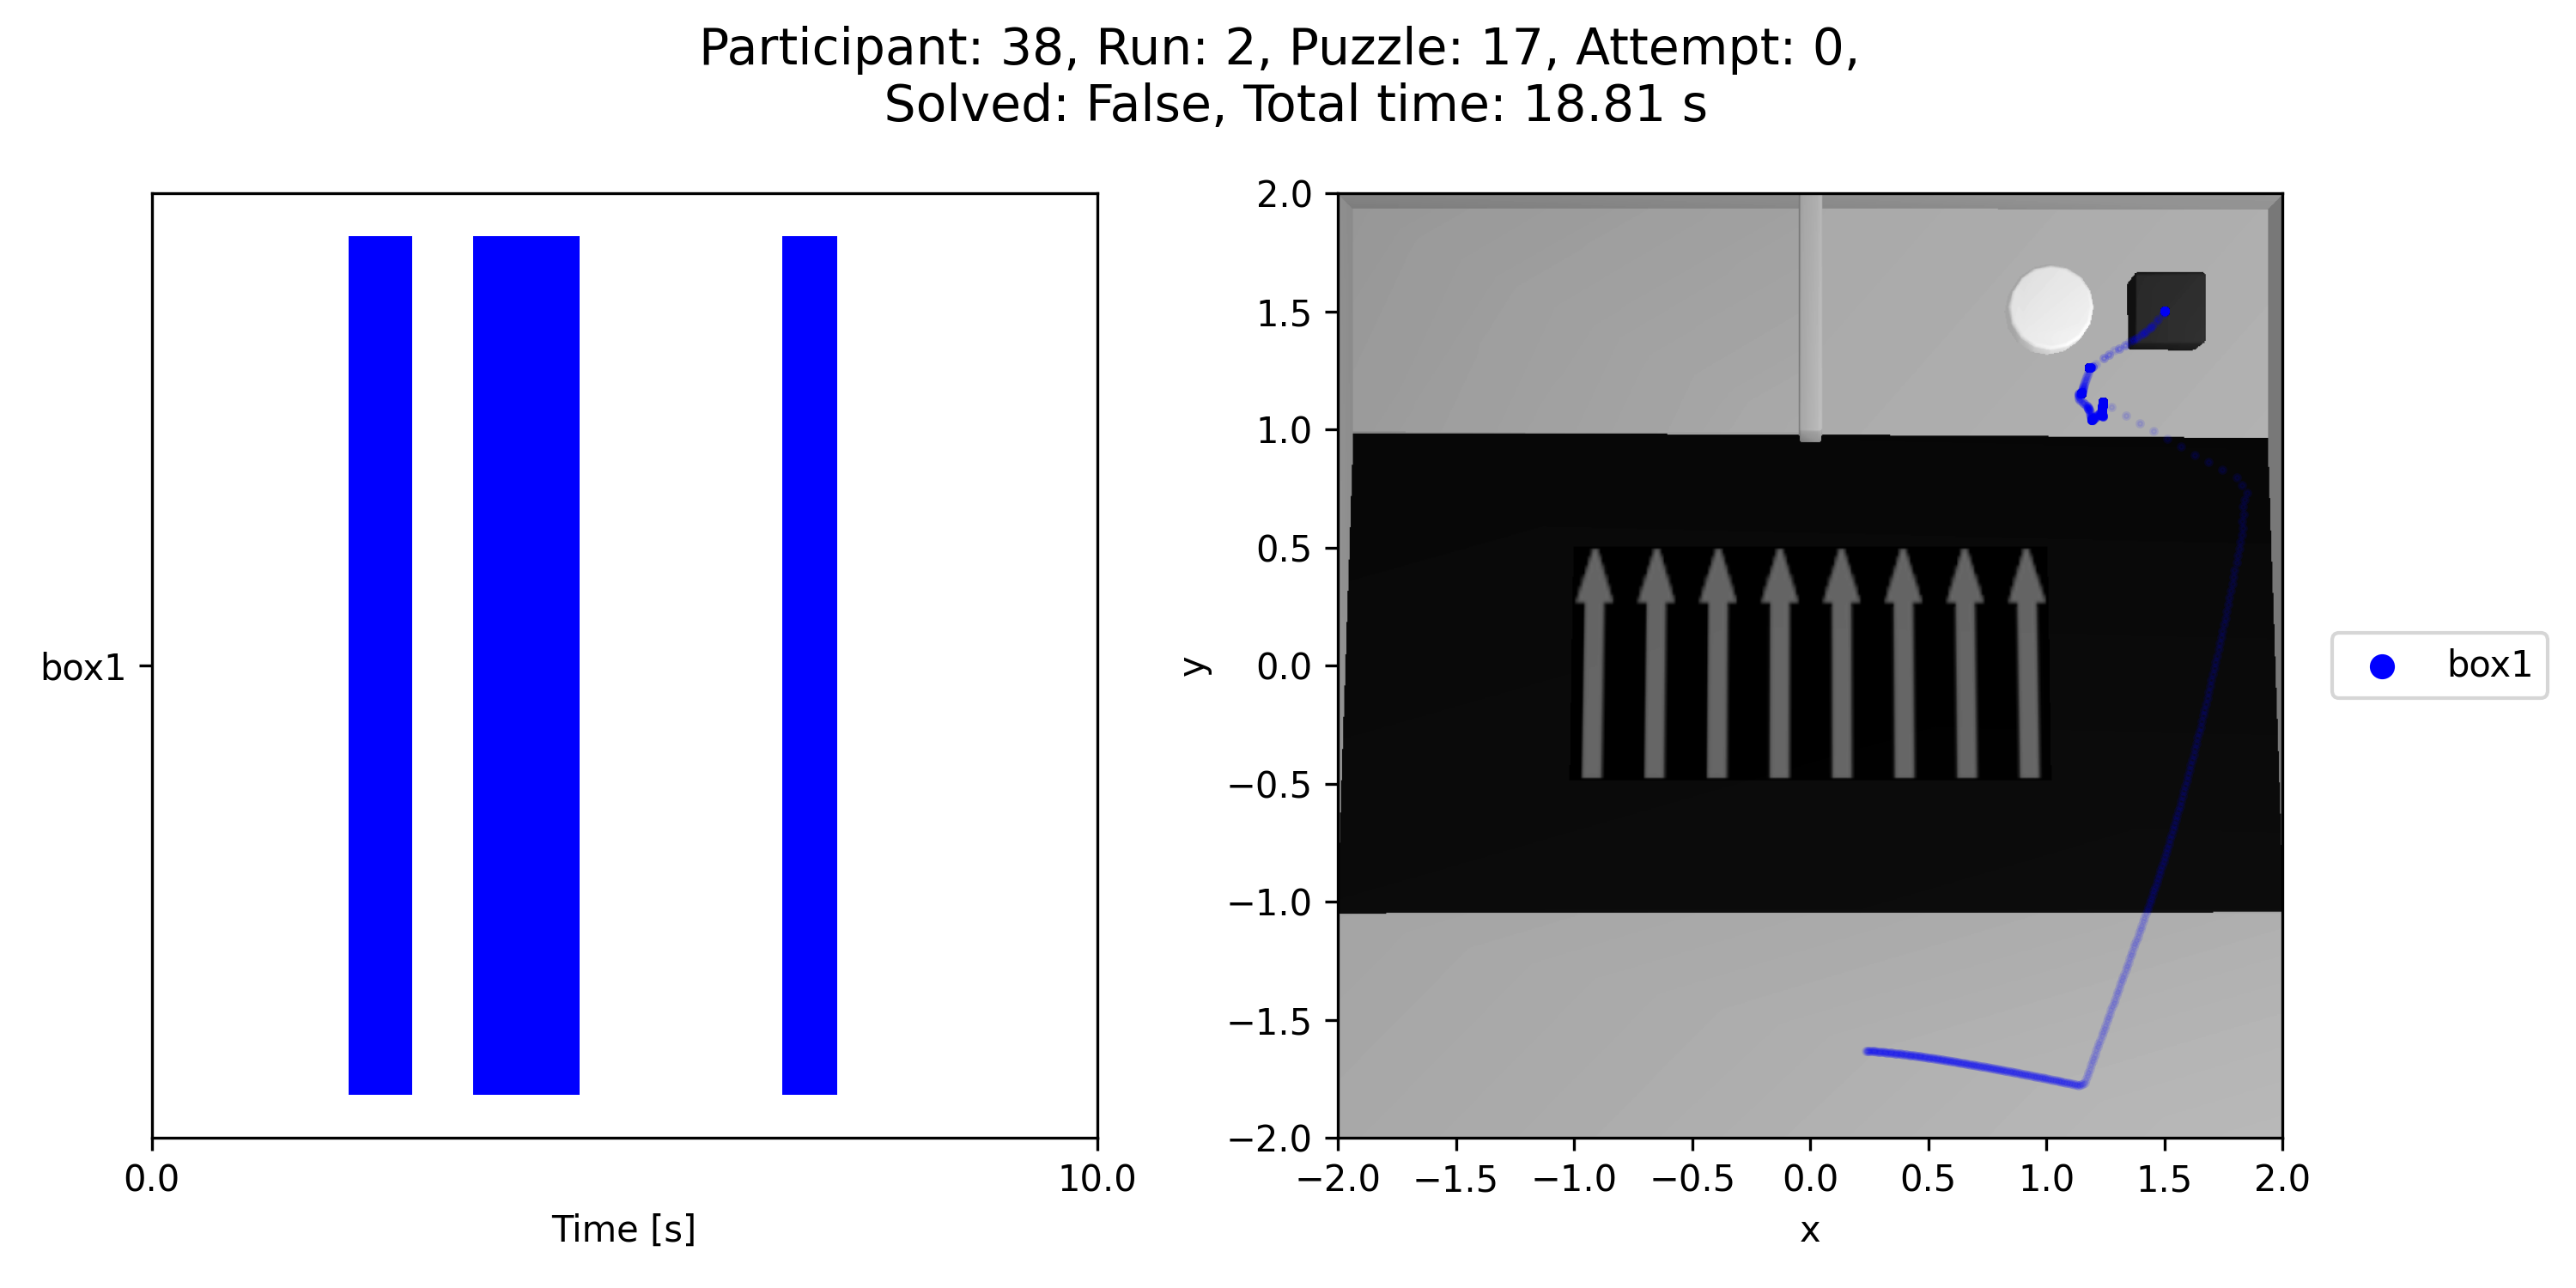 Participant: 38, Run: 2, Puzzle: 17, Attempt: 0,
Solved: False, Total time: 18.81 s
box1
0.0
10.0
Time [s]
2.0
1.5
1.0
0.5
0.0
−0.5
−1.0
−1.5
−2.0
y
−2.0
−1.5
−1.0
−0.5
0.0
0.5
1.0
1.5
2.0
x
box1